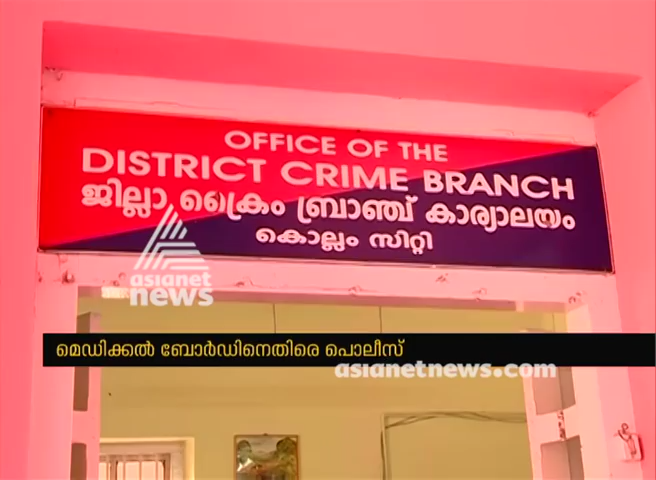 OFFICE OF THE
DISTRICT CRIME BRANCH
ജില്ലാ ക്രൈം ബ്രാഞ്ച് കാര്യാലയം
കൊല്ലം സിറ്റി
asianet
news
മെഡിക്കൽ ബോർഡിനെതിരെ പൊലീസ്
asianetnews.com